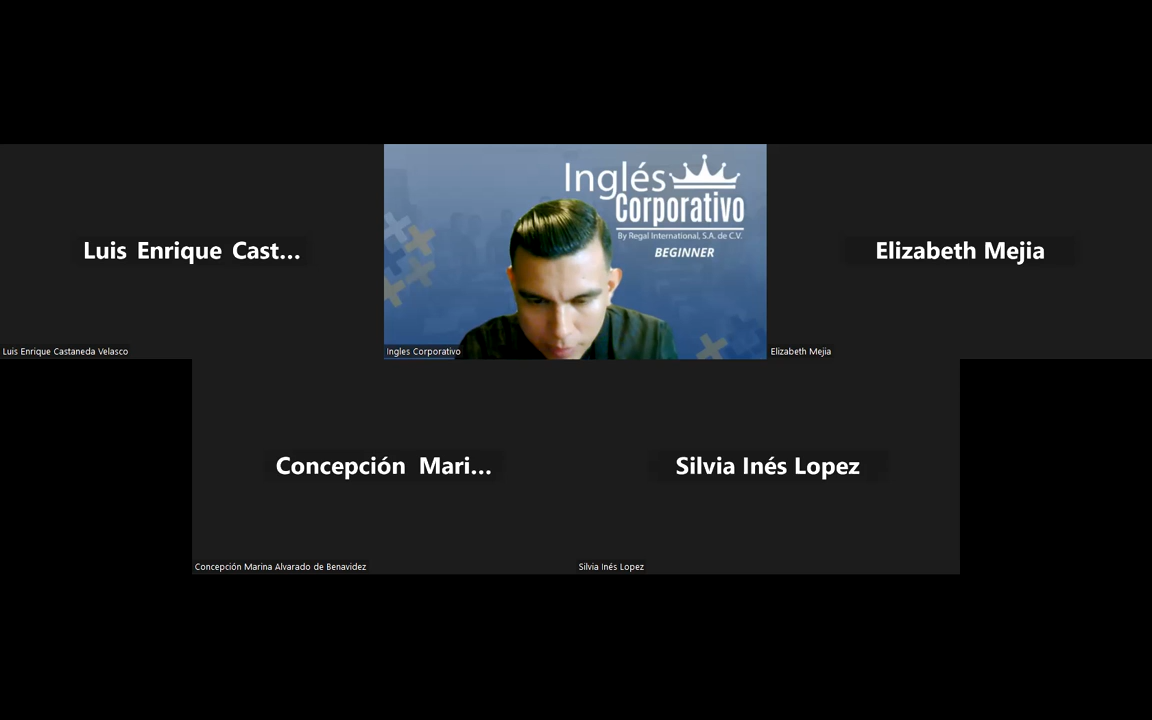 Inglés
Corporativo
By Regal International, S.A. de C.V.
BEGINNER
Luis Enrique Cast...
Elizabeth Mejia
Luis Enrique Castaneda Velasco
Ingles Corporativo
Elizabeth Mejia
Concepción Mari...
Silvia Inés Lopez
Concepción Marina Alvarado de Benavidez
Silvia Inés Lopez